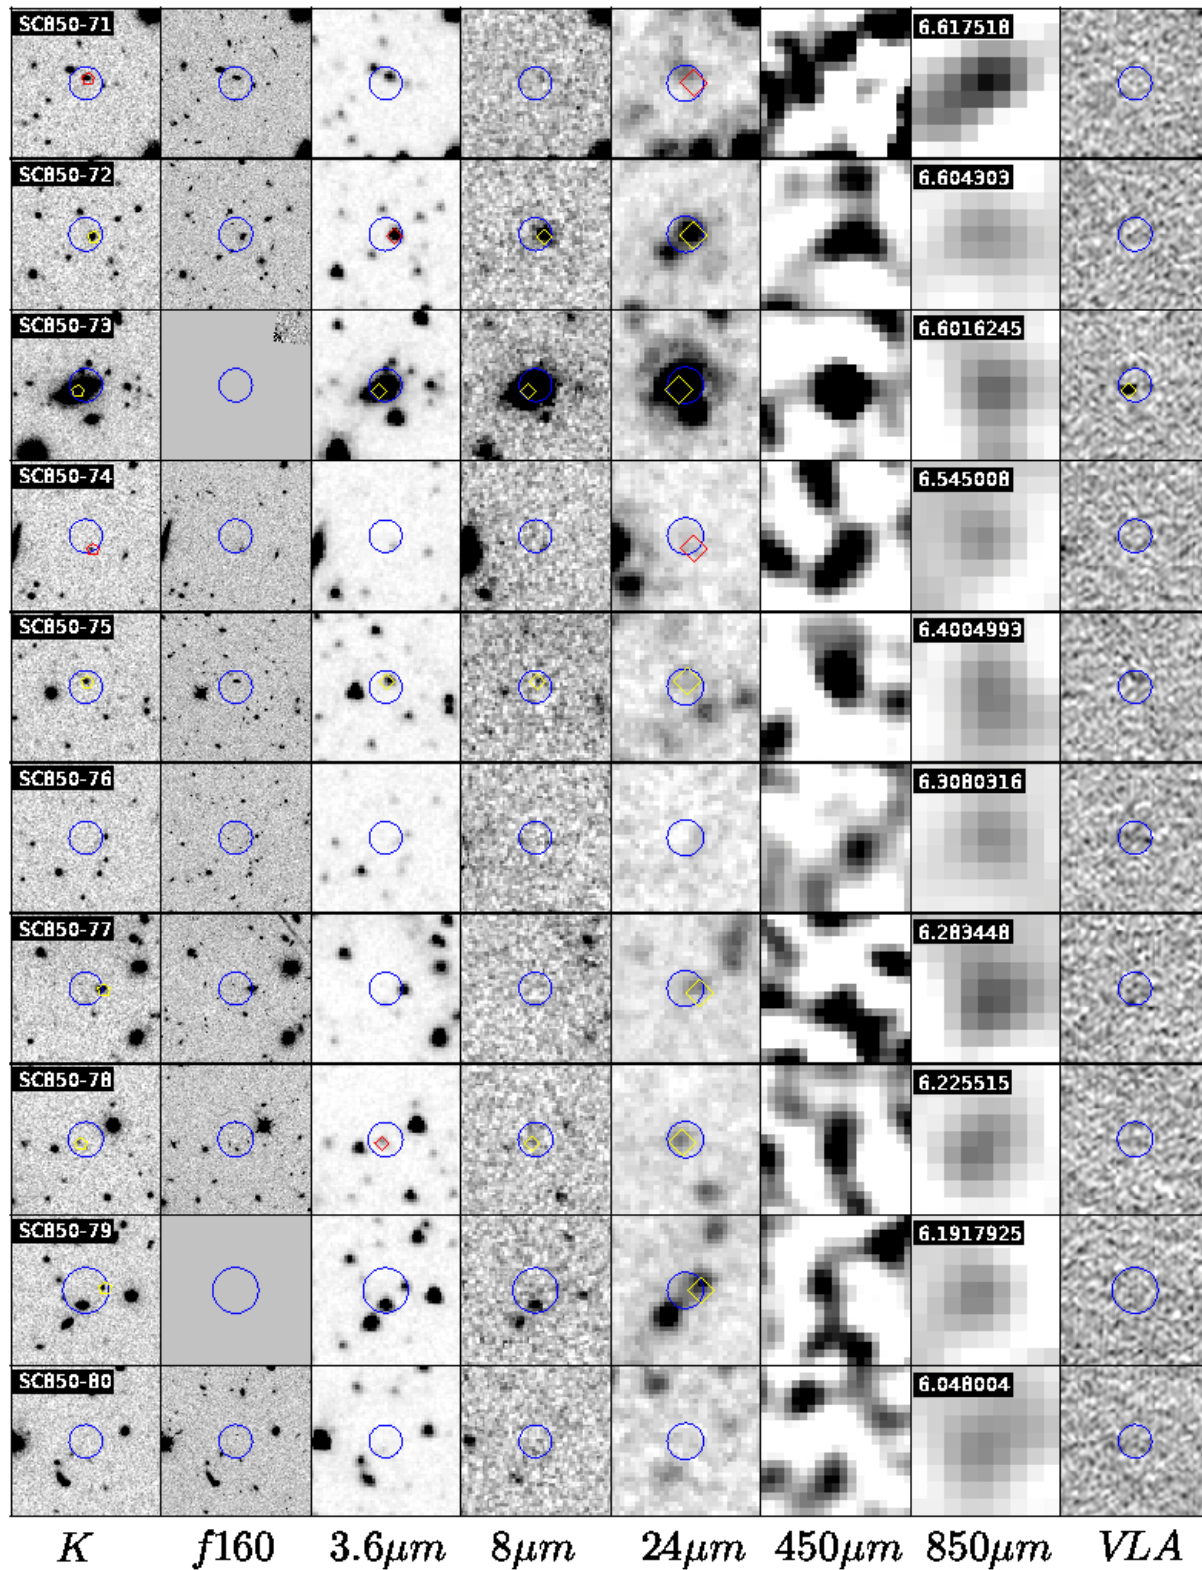 SC850-71 6.617518
SC850-72 6.604303
SC850-73 6.6016245
SC850-74 6.545008
SC850-75 6.4004993
SC850-76 6.3080316
SC850-77 6.283448
SC850-78 6.225515
SC850-79 6.1917925
SC850-80 6.048004
K f160 3.6μm 8μm 24μm 450μm 850μm VLA